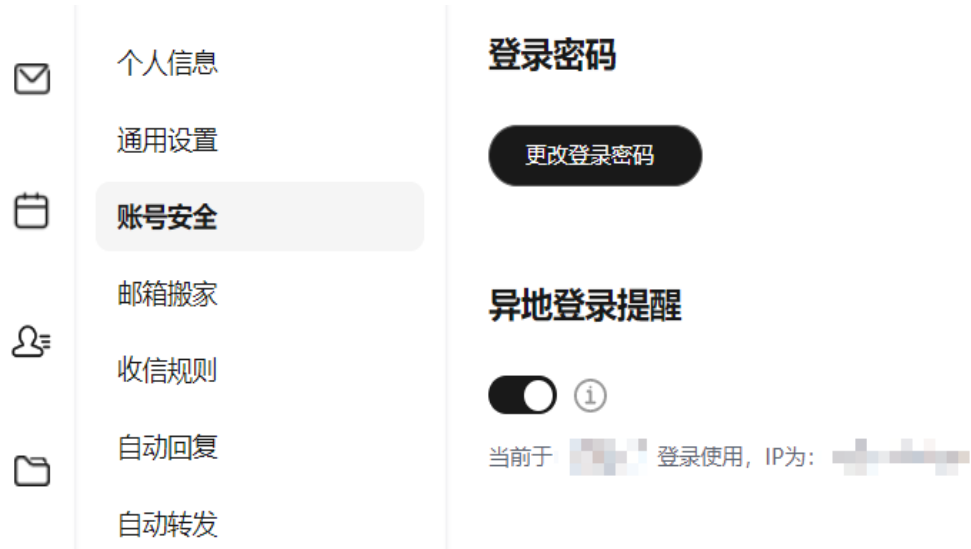 个人信息
通用设置
账号安全
邮箱搬家
收信规则
自动回复
自动转发
登录密码
更改登录密码
异地登录提醒
当前于 登录使用，IP为：